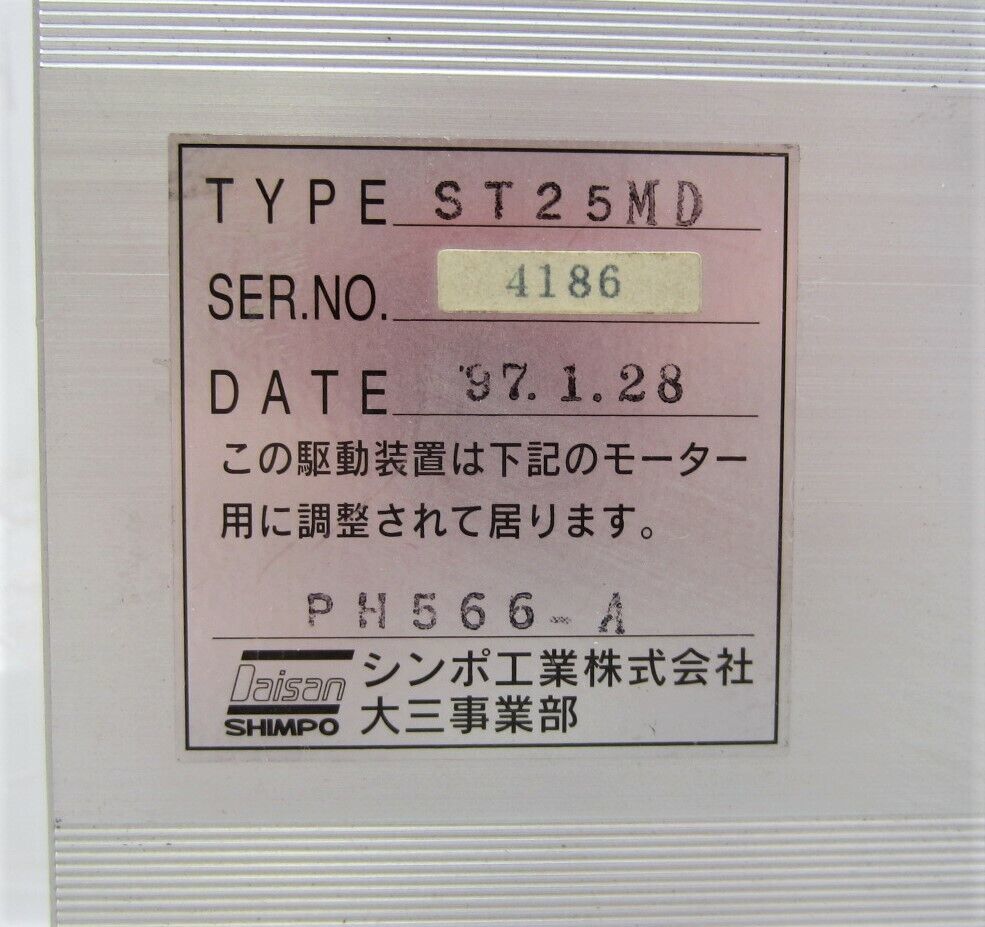 TYPE ST25MD
SER.NO. 4186
DATE '97.1.28
この駆動装置は下記のモーター
用に調整されて居ります。
PH566-A
Daisan SHIMPO
シンポ工業株式会社
大三事業部